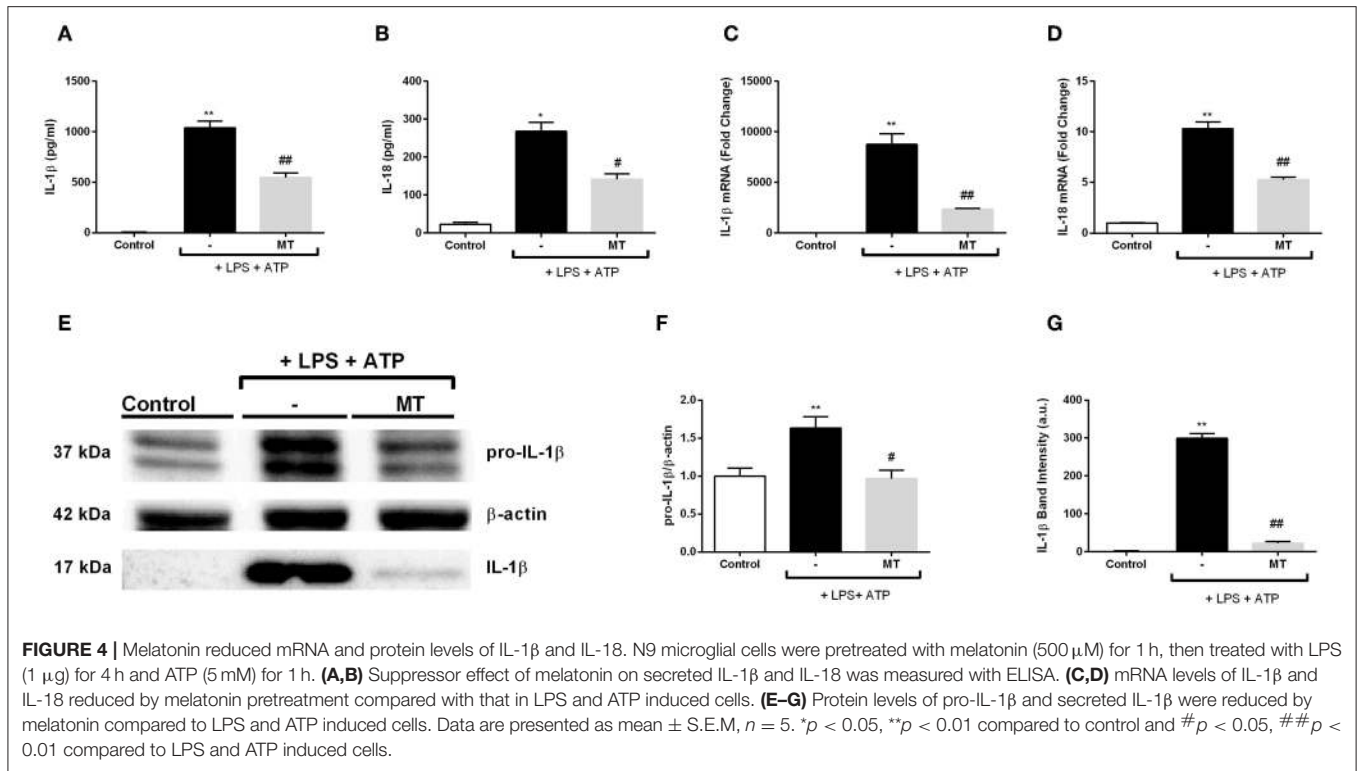 A
B
C
D
IL-1β (pg/ml)
1500
1000
500
0
**
##
Control
-
MT
+ LPS + ATP
IL-18 (pg/ml)
400
300
200
100
0
*
#
Control
-
MT
+ LPS + ATP
IL-1β mRNA (Fold Change)
15000
10000
5000
0
**
##
Control
-
MT
+ LPS + ATP
IL-18 mRNA (Fold Change)
15
10
5
0
**
##
Control
-
MT
+ LPS + ATP
E
+ LPS + ATP
Control
-
MT
37 kDa
pro-IL-1β
42 kDa
β-actin
17 kDa
IL-1β
F
pro-IL-1β/β-actin
2.0
1.5
1.0
0.5
0.0
**
#
Control
-
MT
+ LPS+ ATP
G
IL-1β Band Intensity (a.u.)
400
300
200
100
0
**
##
Control
-
MT
+ LPS + ATP
FIGURE 4 | Melatonin reduced mRNA and protein levels of IL-1β and IL-18. N9 microglial cells were pretreated with melatonin (500 μM) for 1 h, then treated with LPS
(1 μg) for 4 h and ATP (5 mM) for 1 h. (A,B) Suppressor effect of melatonin on secreted IL-1β and IL-18 was measured with ELISA. (C,D) mRNA levels of IL-1β and
IL-18 reduced by melatonin pretreatment compared with that in LPS and ATP induced cells. (E–G) Protein levels of pro-IL-1β and secreted IL-1β were reduced by
melatonin compared to LPS and ATP induced cells. Data are presented as mean ± S.E.M, n = 5. *p < 0.05, **p < 0.01 compared to control and #p < 0.05, ##p <
0.01 compared to LPS and ATP induced cells.